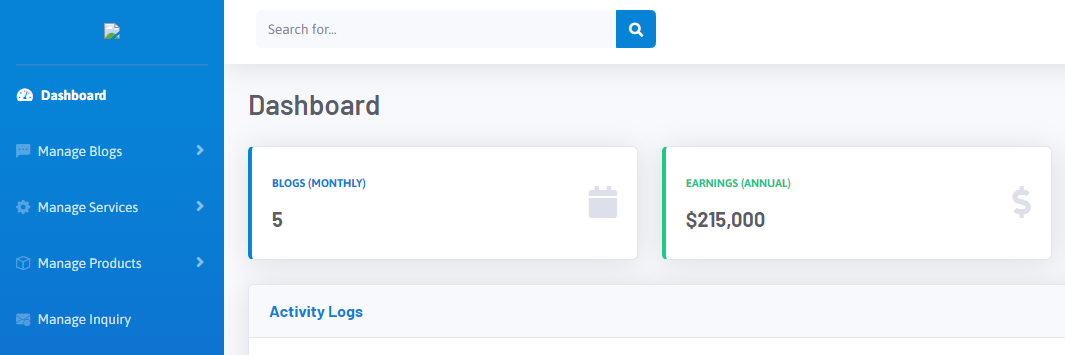 Search for...
Dashboard
Manage Blogs
Manage Services
Manage Products
Manage Inquiry
Dashboard
BLOGS (MONTHLY)
5
EARNINGS (ANNUAL)
$215,000
Activity Logs